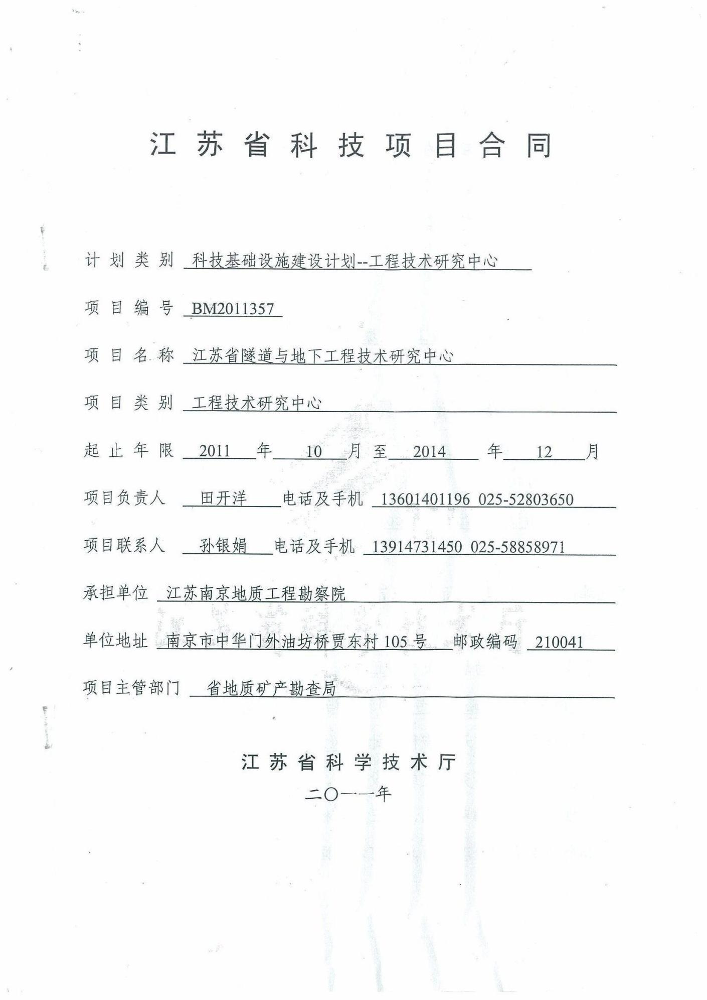 江苏省科技项目合同
计划类别 科技基础设施建设计划--工程技术研究中心
项目编号 BM2011357
项目名称 江苏省隧道与地下工程技术研究中心
项目类别 工程技术研究中心
起止年限 2011 年 10 月 至 2014 年 12 月
项目负责人 田开洋 电话及手机 13601401196 025-52803650
项目联系人 孙银娟 电话及手机 13914731450 025-58858971
承担单位 江苏南京地质工程勘察院
单位地址 南京市中华门外油坊桥贾东村 105 号 邮政编码 210041
项目主管部门 省地质矿产勘查局
江苏省科学技术厅
二〇一一年